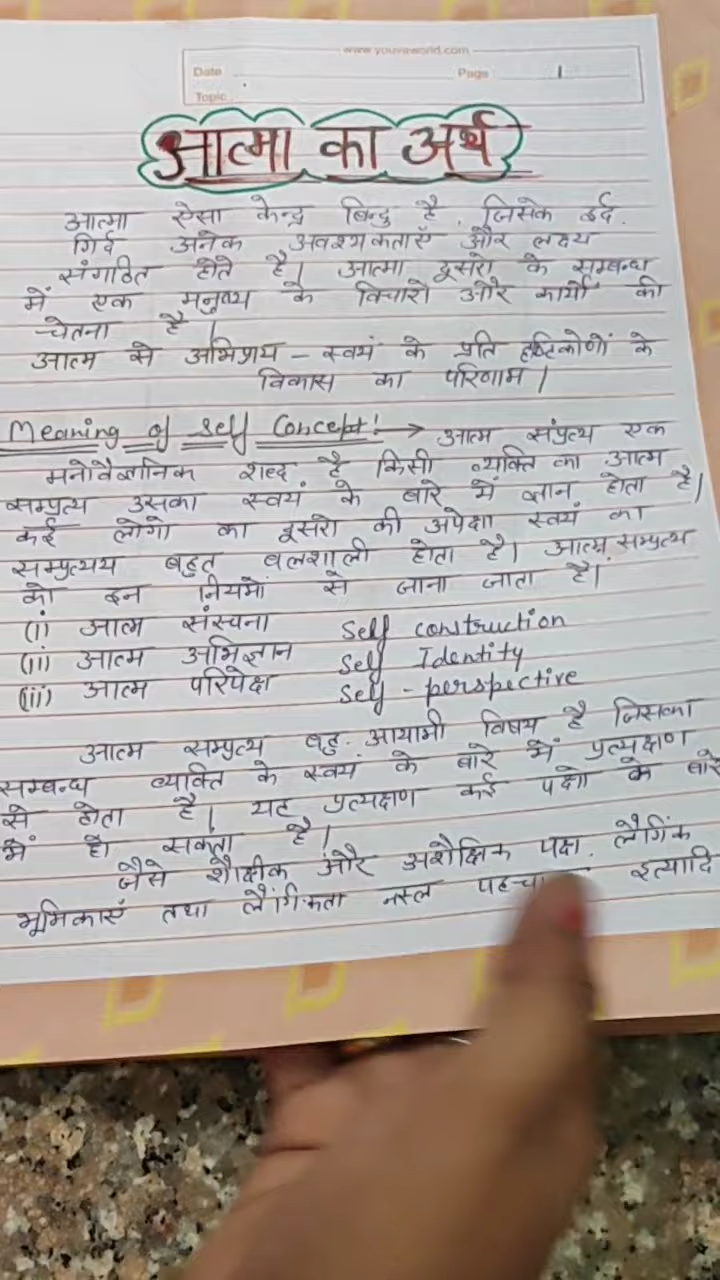 www.youvaworld.com
Date
Page 1
Topic
आत्मा का अर्थ
आत्मा ऐसा केन्द्र बिन्दु है. जिसके इर्द.
गिर्द अनेक अवश्यकताएँ और लक्ष्य
संगठित होते है। आत्मा दूसरो के सम्बन्ध
में एक मनुष्य के विचारो और कार्यो की
चेतना है।
आत्म से अभिप्राय – स्वयं के प्रति दृष्टिकोणों के
विकास का परिणाम।
Meaning of Self Concept! → आत्म संप्रत्य एक
मनोवैज्ञानिक शब्द है किसी व्यक्ति का आत्म
सम्प्रत्य उसका स्वयं के बारे में ज्ञान होता है।
कई लोगो का दूसरो की अपेक्षा स्वयं का
सम्प्रत्यय बहुत बलशाली होता है। आत्म सम्प्रत्य
को इन नियमों से जाना जाता है।
(i) आत्म संरचना Self construction
(ii) आत्म अभिज्ञान Self Identity
(iii) आत्म परिपेक्ष Self - perspective
आत्म सम्प्रत्य बहु. आयामी विषय है जिसका
सम्बन्ध व्यक्ति के स्वयं के बारे में प्रत्यक्षण
से होता है। यह प्रत्यक्षण कई पक्षो के बारे
में हो सकता है।
जैसे शैक्षीक और अशैक्षिक पक्ष. लैगिंक
भूमिकाएं तथा लैंगिकता नस्ल इत्यादि